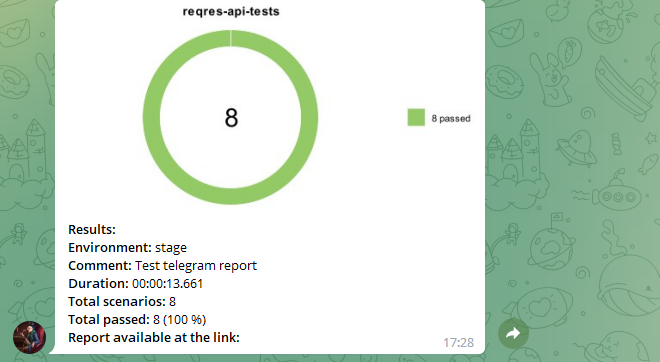 reqres-api-tests
8
8 passed
Results:
Environment: stage
Comment: Test telegram report
Duration: 00:00:13.661
Total scenarios: 8
Total passed: 8 (100 %)
Report available at the link:
17:28